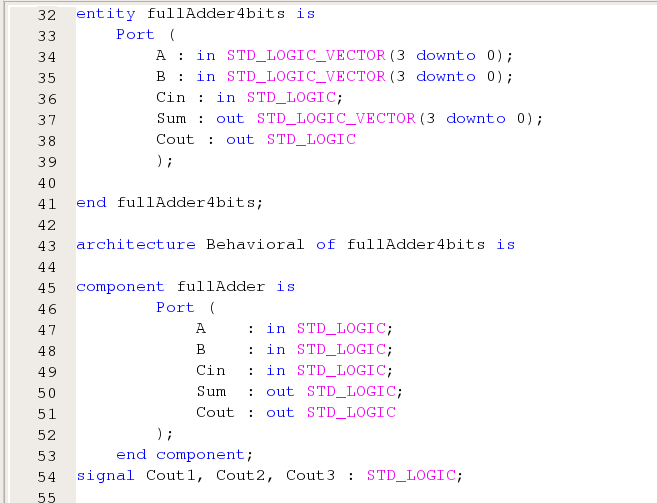 32 entity fullAdder4bits is
33     Port (
34         A : in STD_LOGIC_VECTOR(3 downto 0);
35         B : in STD_LOGIC_VECTOR(3 downto 0);
36         Cin : in STD_LOGIC;
37         Sum : out STD_LOGIC_VECTOR(3 downto 0);
38         Cout : out STD_LOGIC
39         );
40
41 end fullAdder4bits;
42
43 architecture Behavioral of fullAdder4bits is
44
45 component fullAdder is
46         Port (
47             A    : in STD_LOGIC;
48             B    : in STD_LOGIC;
49             Cin  : in STD_LOGIC;
50             Sum  : out STD_LOGIC;
51             Cout : out STD_LOGIC
52         );
53     end component;
54 signal Cout1, Cout2, Cout3 : STD_LOGIC;
55